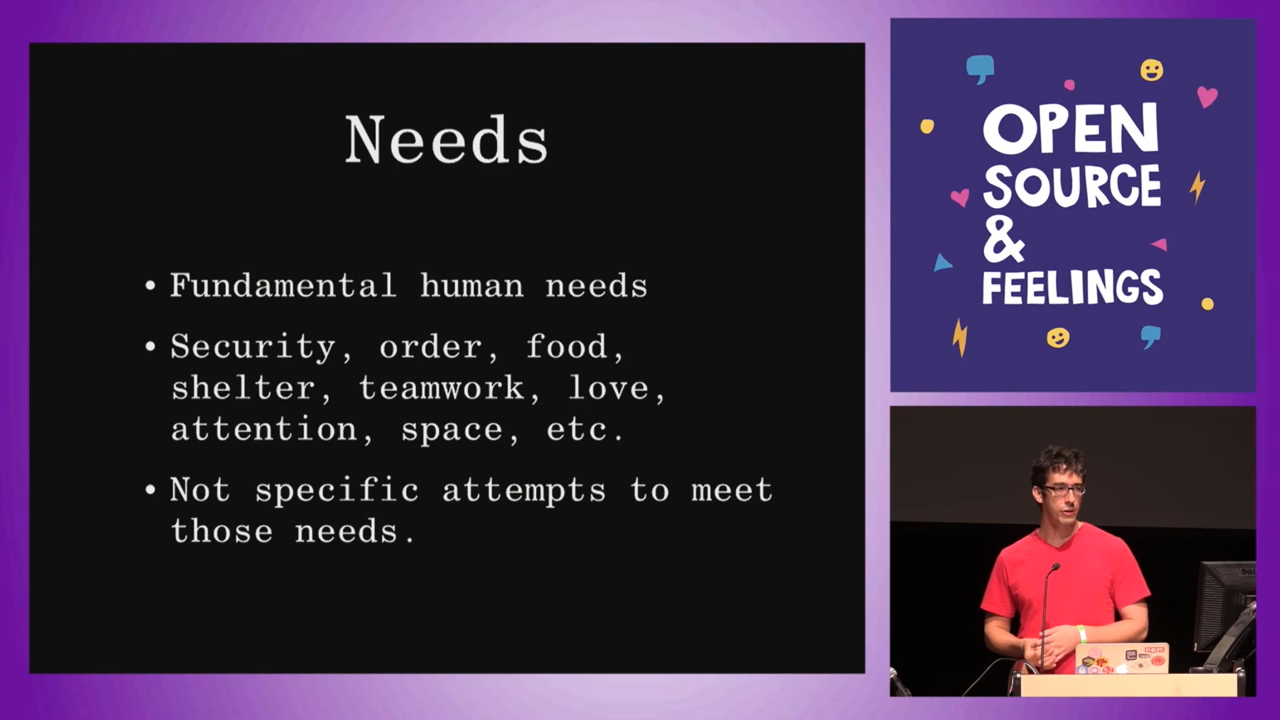 Needs
• Fundamental human needs
• Security, order, food,
shelter, teamwork, love,
attention, space, etc.
• Not specific attempts to meet
those needs.
OPEN
SOURCE
&
FEELINGS
npm